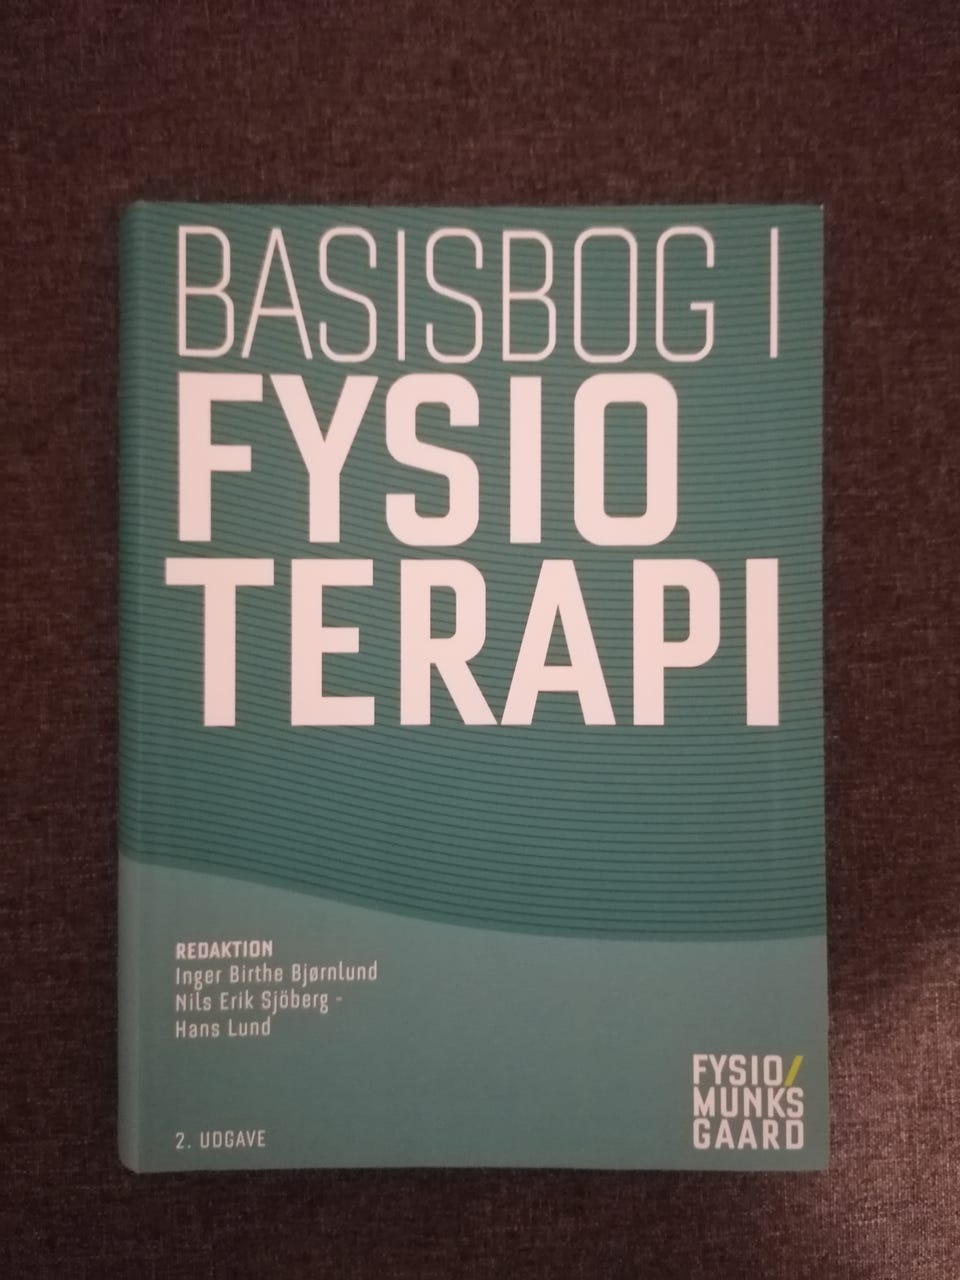 BASISBOG I
FYSIO
TERAPI
REDAKTION
Inger Birthe Bjørnlund
Nils Erik Sjöberg -
Hans Lund
2. UDGAVE
FYSIO/
MUNKS
GAARD